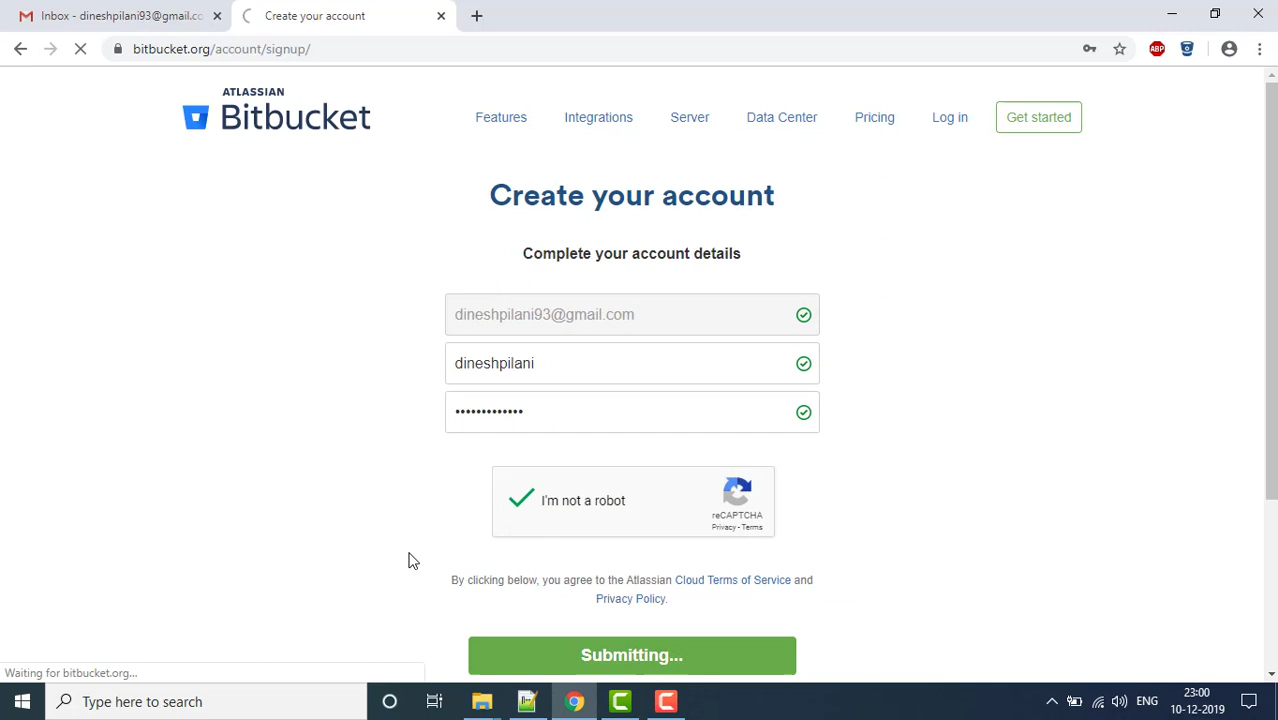 Inbox - dineshpilani93@gmail.co
Create your account
bitbucket.org/account/signup/
ABP
ATLASSIAN
Bitbucket
Features
Integrations
Server
Data Center
Pricing
Log in
Get started
Create your account
Complete your account details
dineshpilani93@gmail.com
dineshpilani
•••••••••••••
I'm not a robot
reCAPTCHA
Privacy - Terms
By clicking below, you agree to the Atlassian Cloud Terms of Service and
Privacy Policy.
Submitting...
Waiting for bitbucket.org...
Type here to search
ENG
23:00
10-12-2019